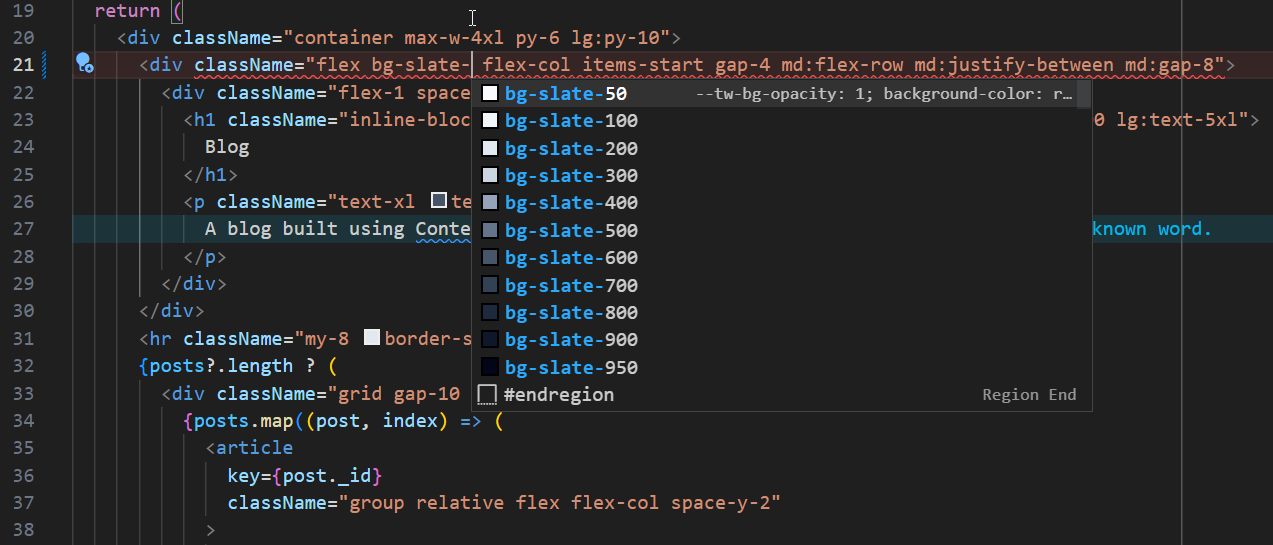 19 return (
20 <div className="container max-w-4xl py-6 lg:py-10">
21 <div className="flex bg-slate- flex-col items-start gap-4 md:flex-row md:justify-between md:gap-8">
22 <div className="flex-1 space
bg-slate-50 --tw-bg-opacity: 1; background-color: r…
23 <h1 className="inline-bloc
bg-slate-100
0 lg:text-5xl">
24 Blog
bg-slate-200
25 </h1>
bg-slate-300
26 <p className="text-xl te
bg-slate-400
27 A blog built using Conte
bg-slate-500
known word.
28 </p>
bg-slate-600
29 </div>
bg-slate-700
30 </div>
bg-slate-800
31 <hr className="my-8 border-s
bg-slate-900
32 {posts?.length ? (
bg-slate-950
33 <div className="grid gap-10
#endregion Region End
34 {posts.map((post, index) => (
35 <article
36 key={post._id}
37 className="group relative flex flex-col space-y-2"
38 >